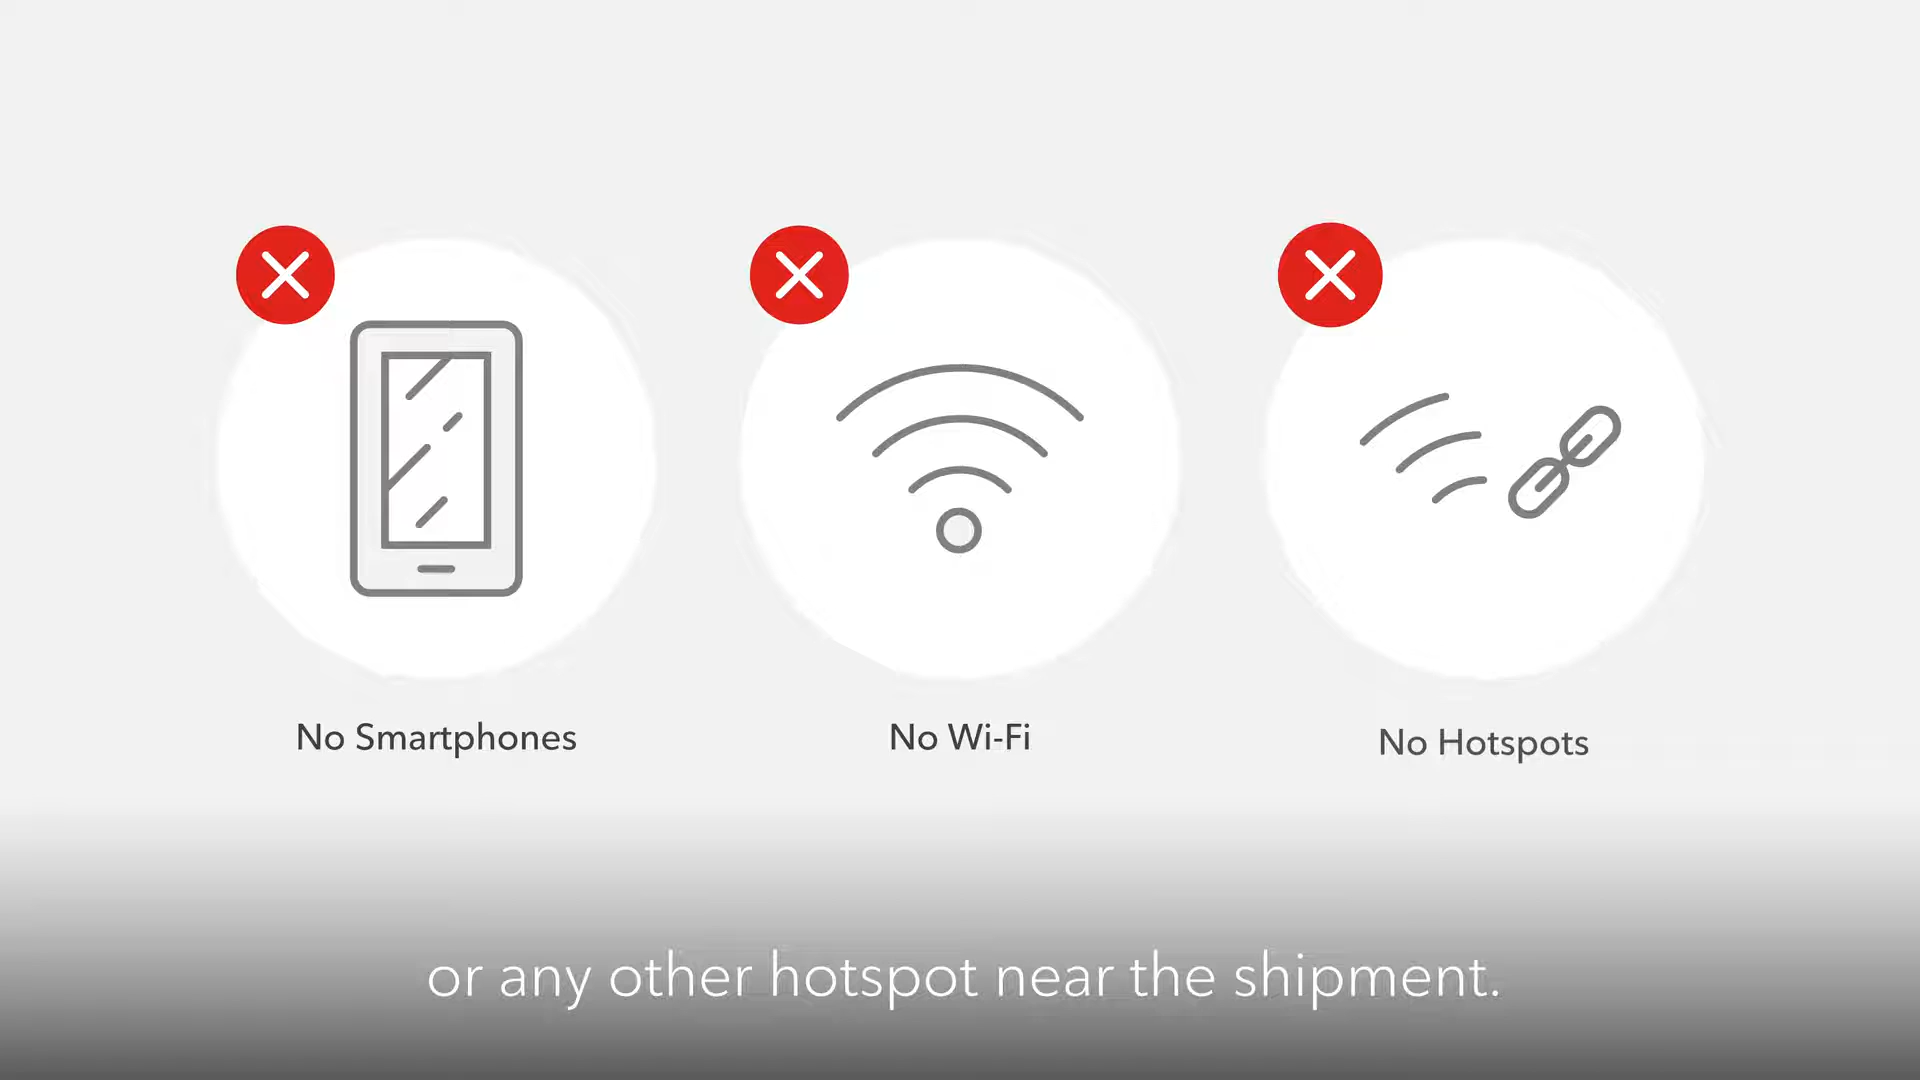 No Smartphones
No Wi-Fi
No Hotspots
or any other hotspot near the shipment.